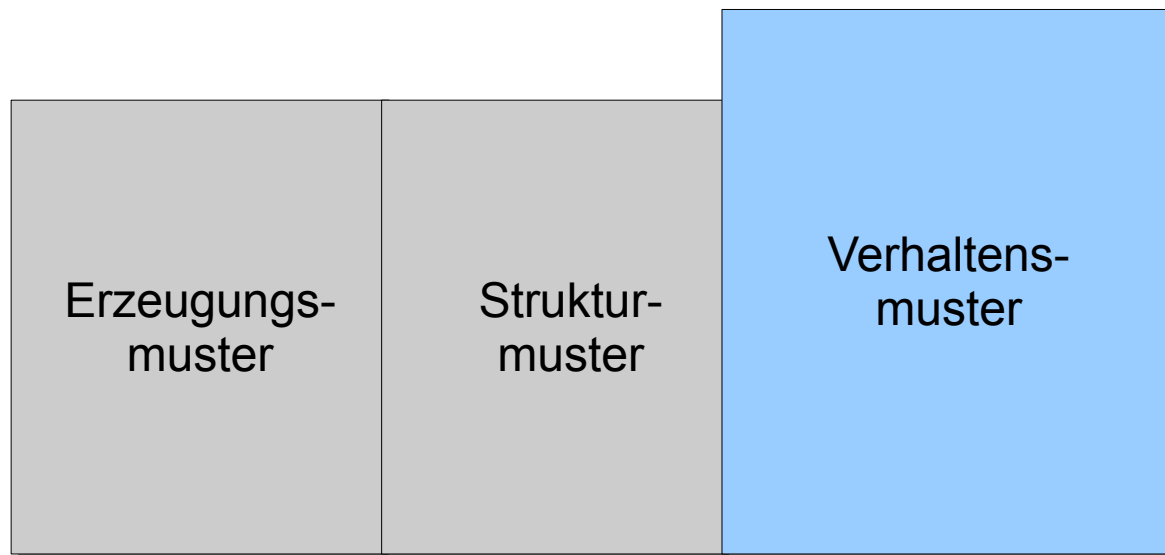 Erzeugungs-
muster
Struktur-
muster
Verhaltens-
muster